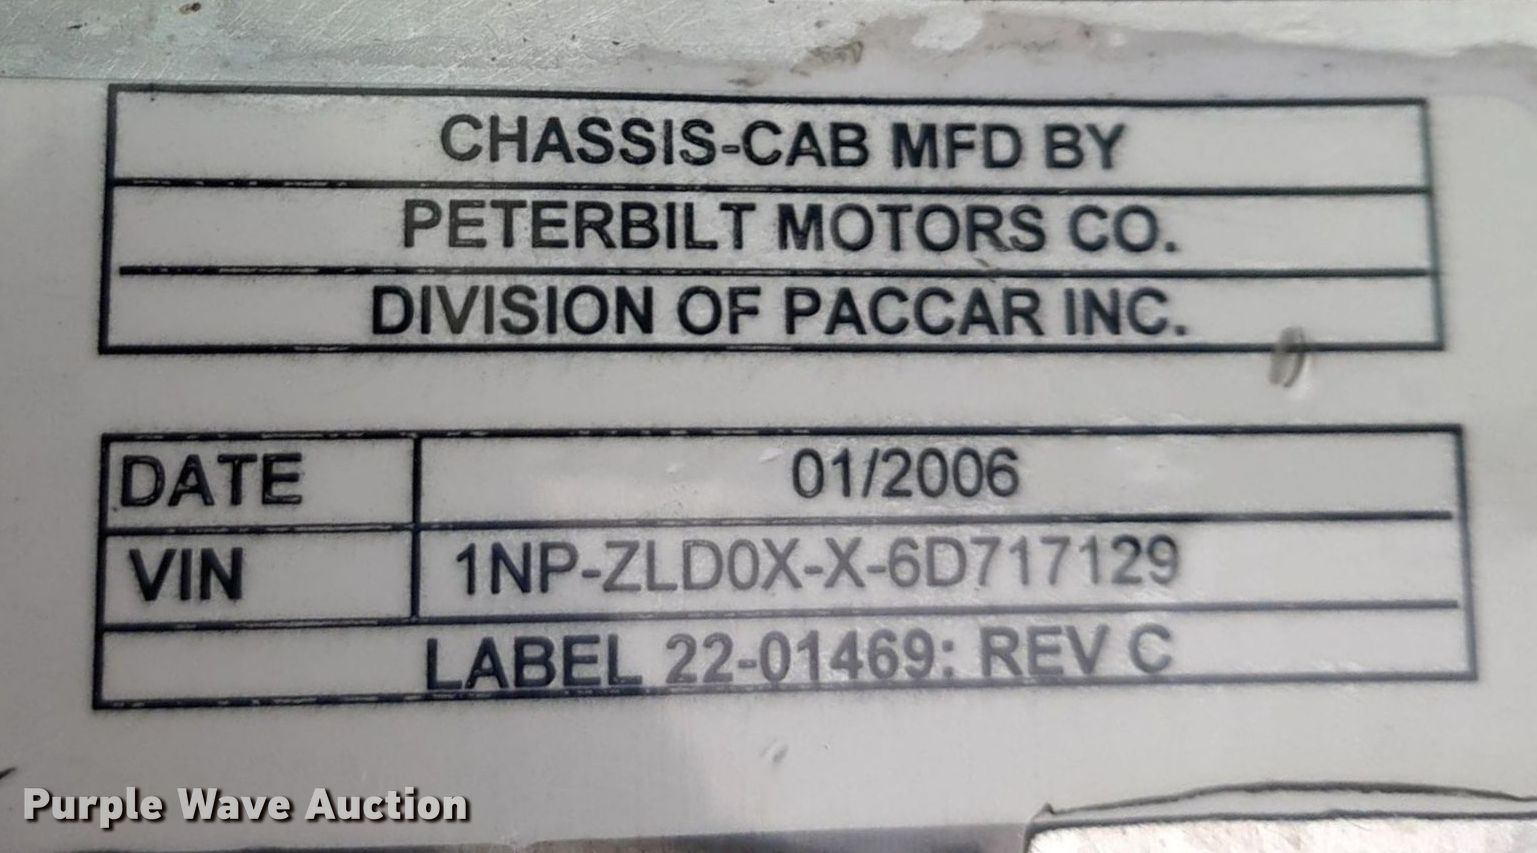 CHASSIS-CAB MFD BY
PETERBILT MOTORS CO.
DIVISION OF PACCAR INC.
DATE 01/2006
VIN 1NP-ZLD0X-X-6D717129
LABEL 22-01469: REV C
Purple Wave Auction